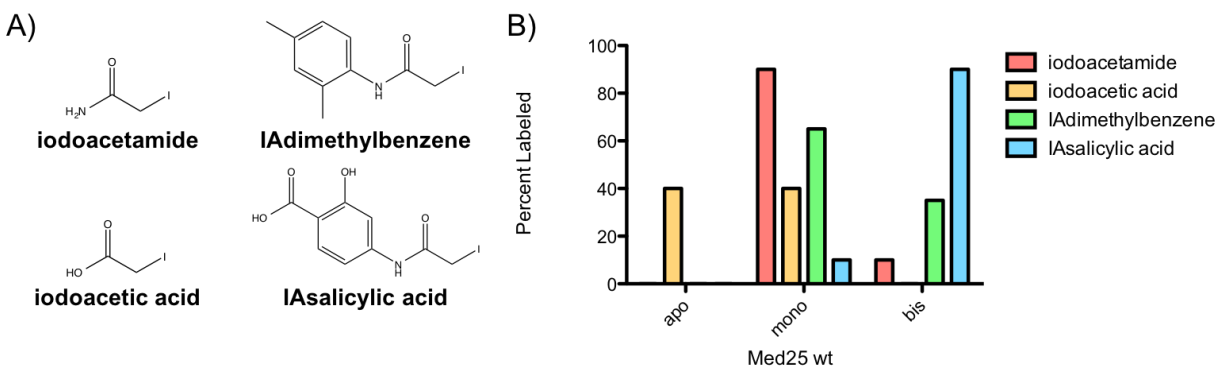 A)
O
H₂N
I
iodoacetamide
O
N
H
I
IAdimethylbenzene
O
HO
I
iodoacetic acid
O
OH
HO
O
N
H
I
IAsalicylic acid
B)
Percent Labeled
100
80
60
40
20
0
apo
mono
bis
Med25 wt
iodoacetamide
iodoacetic acid
IAdimethylbenzene
IAsalicylic acid